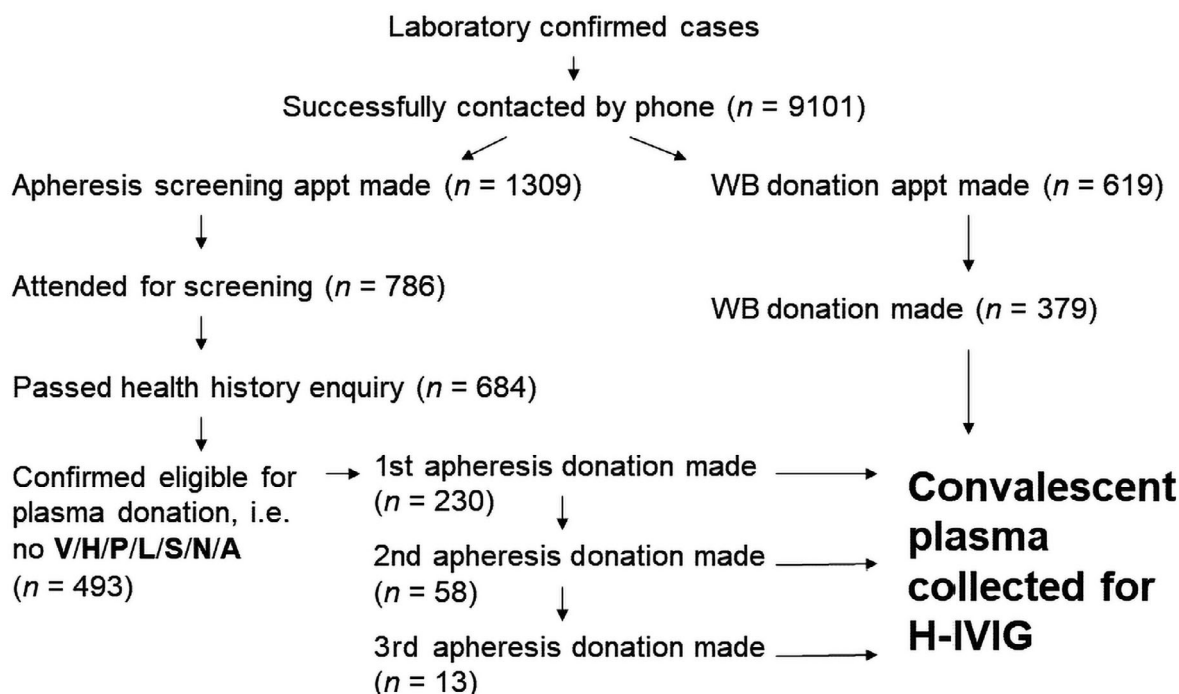 Laboratory confirmed cases
Successfully contacted by phone (n = 9101)
Apheresis screening appt made (n = 1309)
WB donation appt made (n = 619)
Attended for screening (n = 786)
WB donation made (n = 379)
Passed health history enquiry (n = 684)
Confirmed eligible for
plasma donation, i.e.
no V/H/P/L/S/N/A
(n = 493)
1st apheresis donation made
(n = 230)
2nd apheresis donation made
(n = 58)
3rd apheresis donation made
(n = 13)
Convalescent
plasma
collected for
H-IVIG